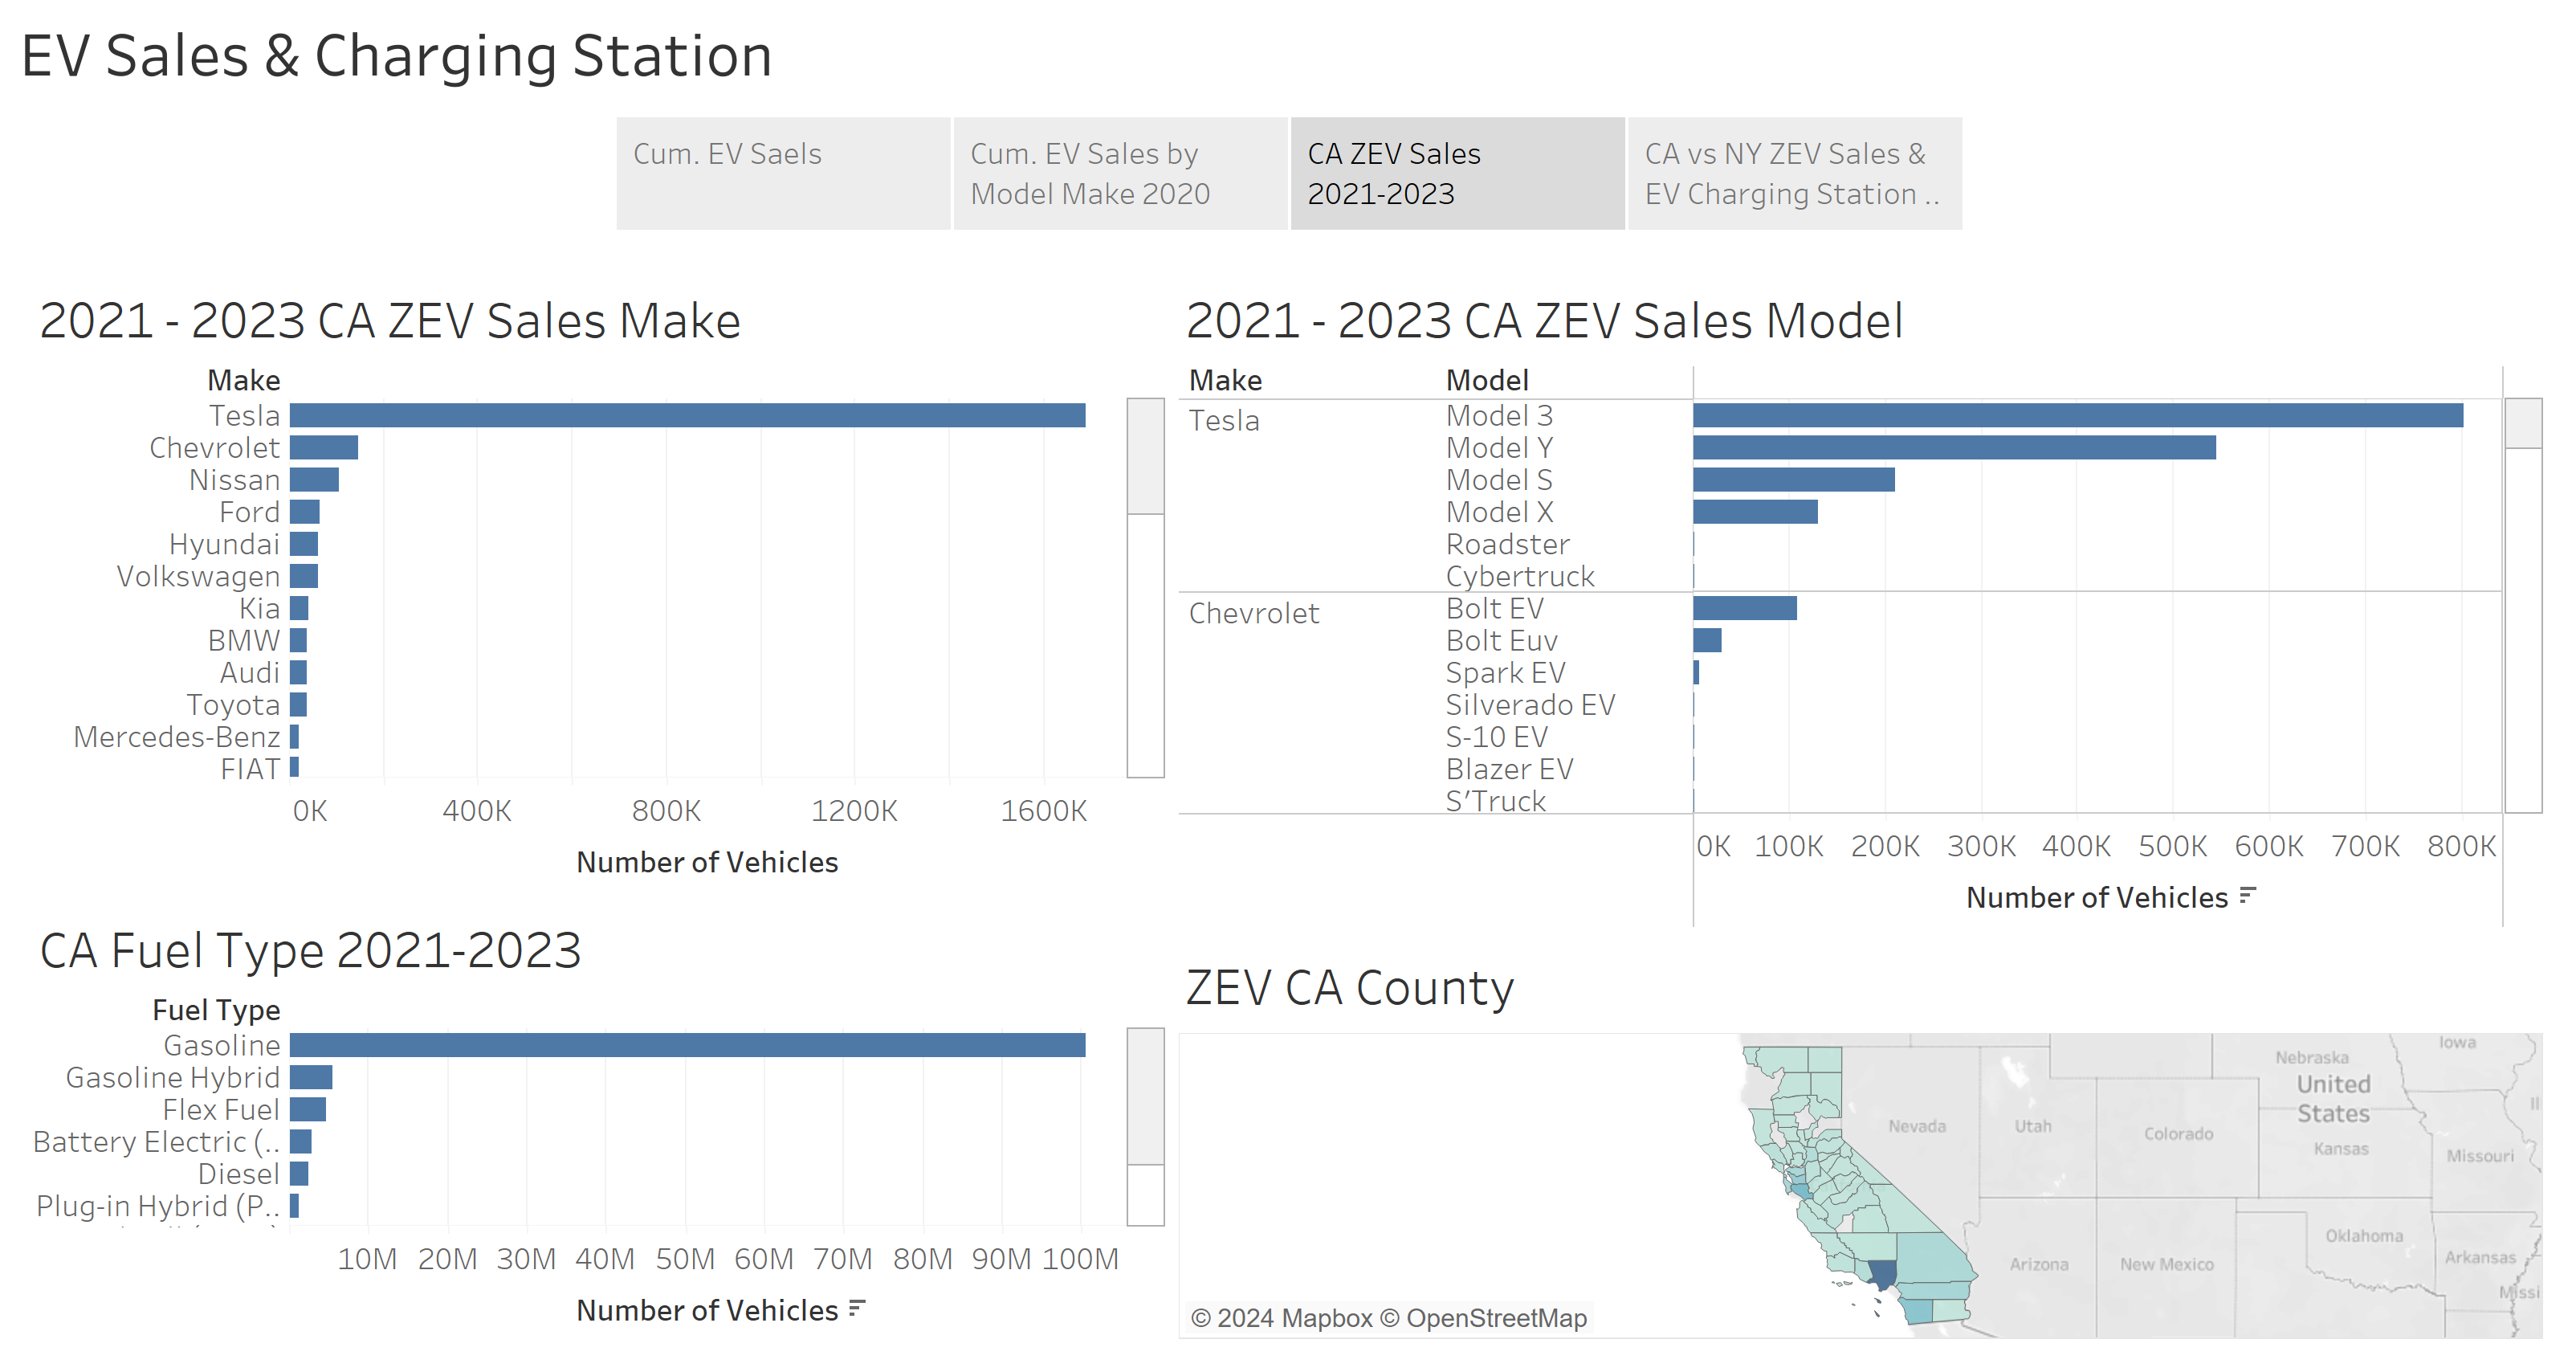 EV Sales & Charging Station
Cum. EV Saels
Cum. EV Sales by
Model Make 2020
CA ZEV Sales
2021-2023
CA vs NY ZEV Sales &
EV Charging Station ..
2021 - 2023 CA ZEV Sales Make
Make
Tesla
Chevrolet
Nissan
Ford
Hyundai
Volkswagen
Kia
BMW
Audi
Toyota
Mercedes-Benz
FIAT
0K 400K 800K 1200K 1600K
Number of Vehicles
2021 - 2023 CA ZEV Sales Model
Make Model
Tesla Model 3
Model Y
Model S
Model X
Roadster
Cybertruck
Chevrolet Bolt EV
Bolt Euv
Spark EV
Silverado EV
S-10 EV
Blazer EV
S'Truck
0K 100K 200K 300K 400K 500K 600K 700K 800K
Number of Vehicles
CA Fuel Type 2021-2023
Fuel Type
Gasoline
Gasoline Hybrid
Flex Fuel
Battery Electric (..
Diesel
Plug-in Hybrid (P..
10M 20M 30M 40M 50M 60M 70M 80M 90M 100M
Number of Vehicles
ZEV CA County
Iowa
Nebraska
United
States
Il
Nevada
Utah
Colorado
Kansas
Missouri
Oklahoma
Arkansas
Arizona
New Mexico
Missi
© 2024 Mapbox © OpenStreetMap